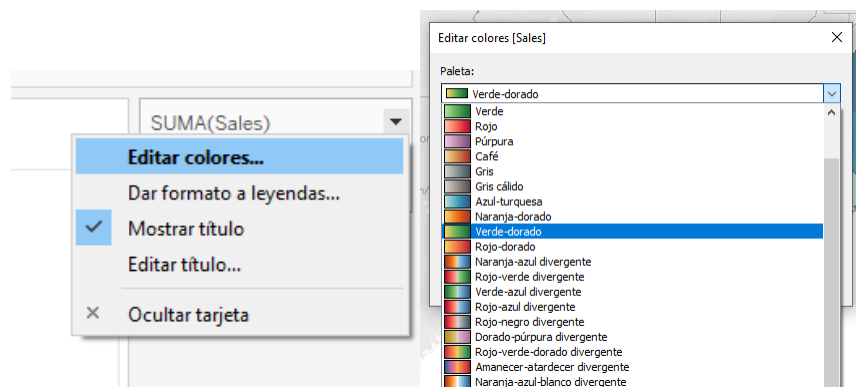 SUMA(Sales)
Editar colores...
Dar formato a leyendas...
Mostrar título
Editar título...
Ocultar tarjeta
Editar colores [Sales]
Paleta:
Verde-dorado
Verde
Rojo
Púrpura
Café
Gris
Gris cálido
Azul-turquesa
Naranja-dorado
Verde-dorado
Rojo-dorado
Naranja-azul divergente
Rojo-verde divergente
Verde-azul divergente
Rojo-azul divergente
Rojo-negro divergente
Dorado-púrpura divergente
Rojo-verde-dorado divergente
Amanecer-atardecer divergente
Naranja-azul-blanco divergente